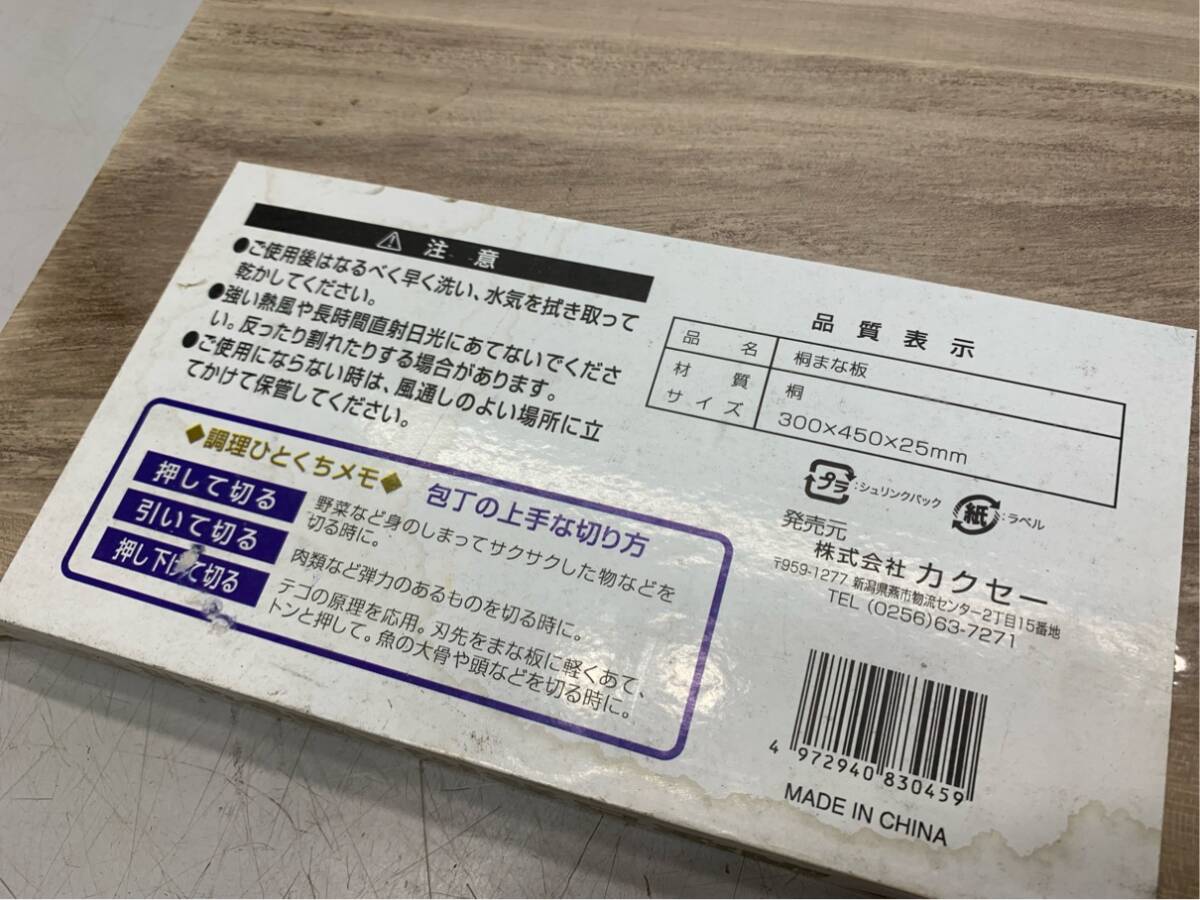 ⚠ 注意
●ご使用後はなるべく早く洗い、水気を拭き取って
乾かしてください。
●強い熱風や長時間直射日光にあてないでくださ
い。反ったり割れたりする場合があります。
●ご使用にならない時は、風通しのよい場所に立
てかけて保管してください。
◆調理ひとくちメモ◆ 包丁の上手な切り方
押して切る 野菜など身のしまってサクサクした物などを
切る時に。
引いて切る 肉類など弾力のあるものを切る時に。
押し下げて切る テコの原理を応用。刃先をまな板に軽くあて、
トンと押して。魚の大骨や頭などを切る時に。
品質表示
品名 桐まな板
材質 桐
サイズ 300×450×25mm
プラ :シュリンクパック 紙 :ラベル
発売元
株式会社 カクセー
〒959-1277 新潟県燕市物流センター2丁目15番地
TEL (0256)63-7271
4 972940 830459
MADE IN CHINA